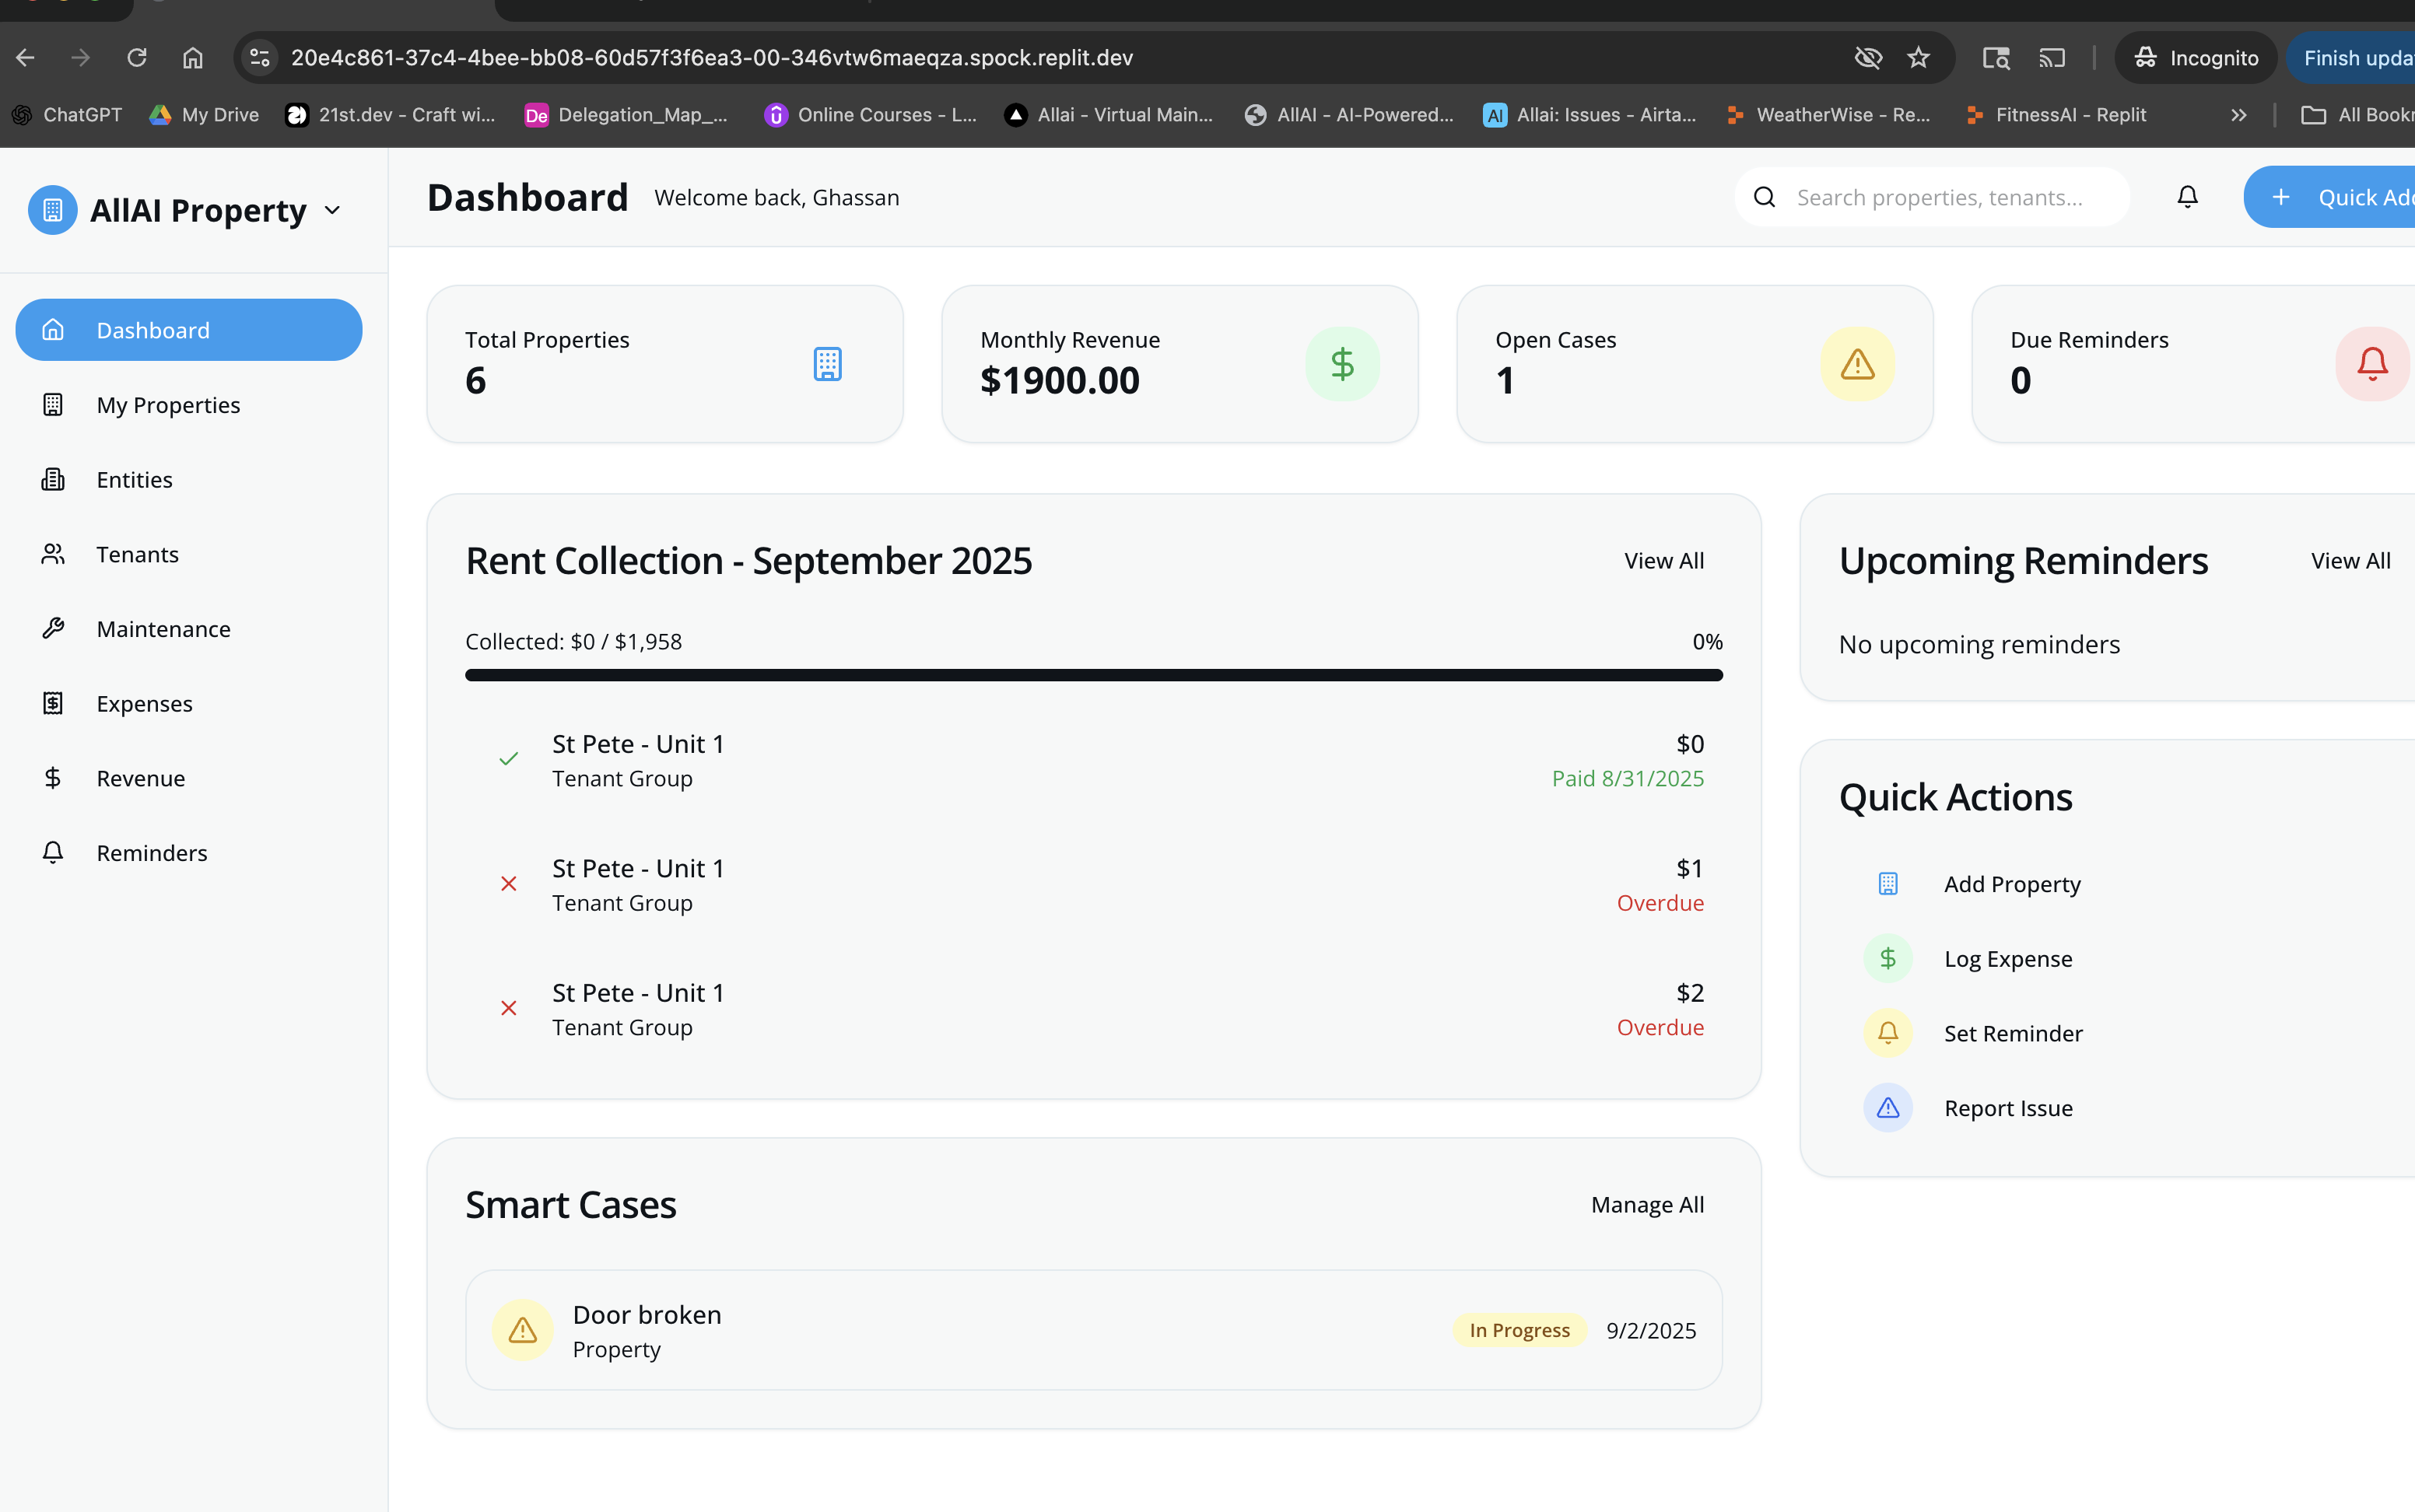 20e4c861-37c4-4bee-bb08-60d57f3f6ea3-00-346vtw6maeqza.spock.replit.dev
Incognito
Finish upda
ChatGPT
My Drive
21st.dev - Craft wi...
De Delegation_Map_...
Online Courses - L...
Allai - Virtual Main...
AllAI - AI-Powered...
AI Allai: Issues - Airta...
WeatherWise - Re...
FitnessAI - Replit
All Book
AllAI Property
Dashboard Welcome back, Ghassan
Search properties, tenants...
+ Quick Ad
Dashboard
My Properties
Entities
Tenants
Maintenance
Expenses
Revenue
Reminders
Total Properties
6
Monthly Revenue
$1900.00
Open Cases
1
Due Reminders
0
Rent Collection - September 2025
View All
Collected: $0 / $1,958
0%
St Pete - Unit 1
$0
Tenant Group
Paid 8/31/2025
St Pete - Unit 1
$1
Tenant Group
Overdue
St Pete - Unit 1
$2
Tenant Group
Overdue
Upcoming Reminders
View All
No upcoming reminders
Quick Actions
Add Property
Log Expense
Set Reminder
Report Issue
Smart Cases
Manage All
Door broken
Property
In Progress
9/2/2025